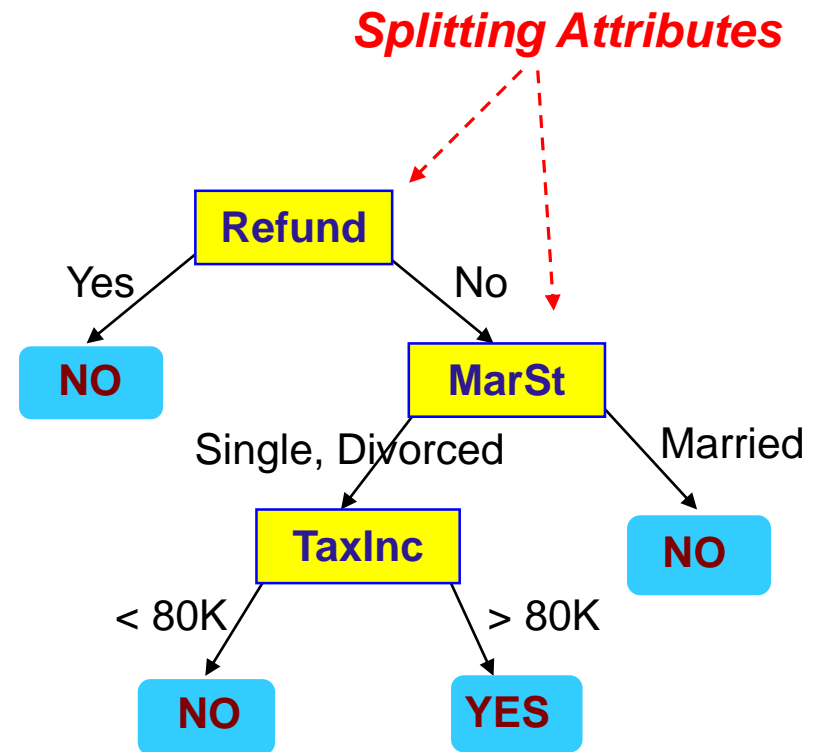 Splitting Attributes
Refund
Yes
No
NO
MarSt
Single, Divorced
Married
TaxInc
NO
< 80K
> 80K
NO
YES